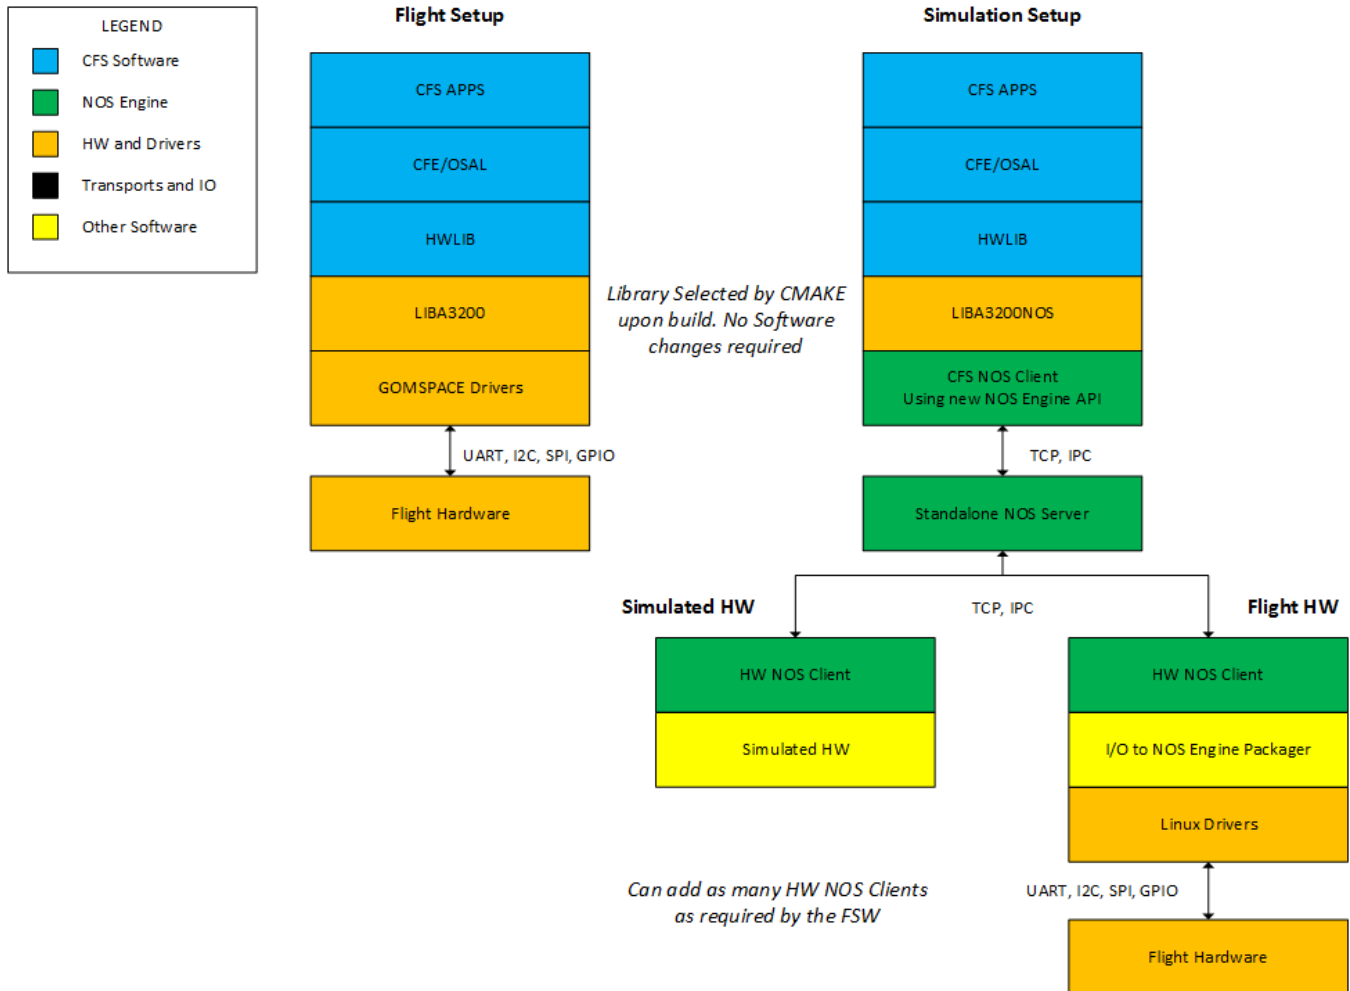 LEGEND
CFS Software
NOS Engine
HW and Drivers
Transports and IO
Other Software
Flight Setup
CFS APPS
CFE/OSAL
HWLIB
LIBA3200
GOMSPACE Drivers
UART, I2C, SPI, GPIO
Flight Hardware
Library Selected by CMAKE
upon build. No Software
changes required
Simulation Setup
CFS APPS
CFE/OSAL
HWLIB
LIBA3200NOS
CFS NOS Client
Using new NOS Engine API
TCP, IPC
Standalone NOS Server
TCP, IPC
Simulated HW
HW NOS Client
Simulated HW
Flight HW
HW NOS Client
I/O to NOS Engine Packager
Linux Drivers
UART, I2C, SPI, GPIO
Flight Hardware
Can add as many HW NOS Clients
as required by the FSW